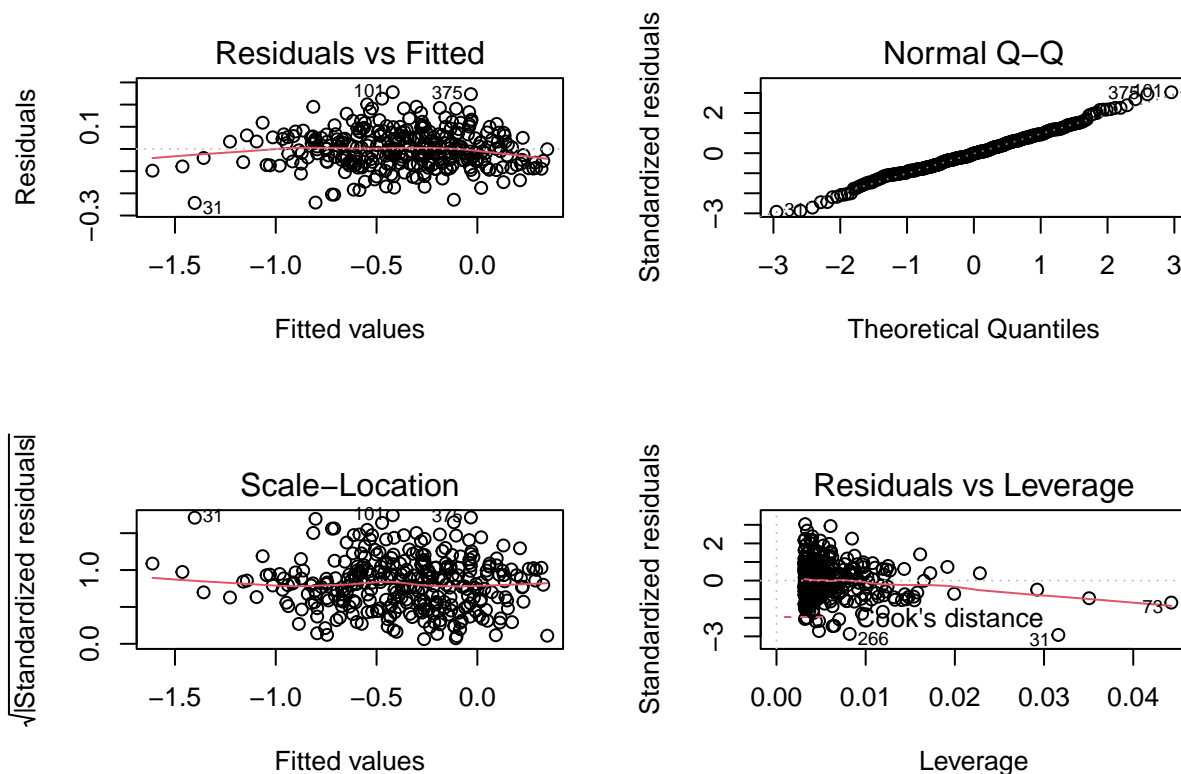 Residuals vs Fitted
Residuals
0.1
−0.3
101
375
31
−1.5 −1.0 −0.5 0.0
Fitted values
Normal Q−Q
Standardized residuals
2
0
−3
375
101
31
−3 −2 −1 0 1 2 3
Theoretical Quantiles
Scale−Location
√|Standardized residuals|
1.0
0.0
31
101
375
−1.5 −1.0 −0.5 0.0
Fitted values
Residuals vs Leverage
Standardized residuals
2
0
−3
Cook's distance
73
266
31
0.00 0.01 0.02 0.03 0.04
Leverage